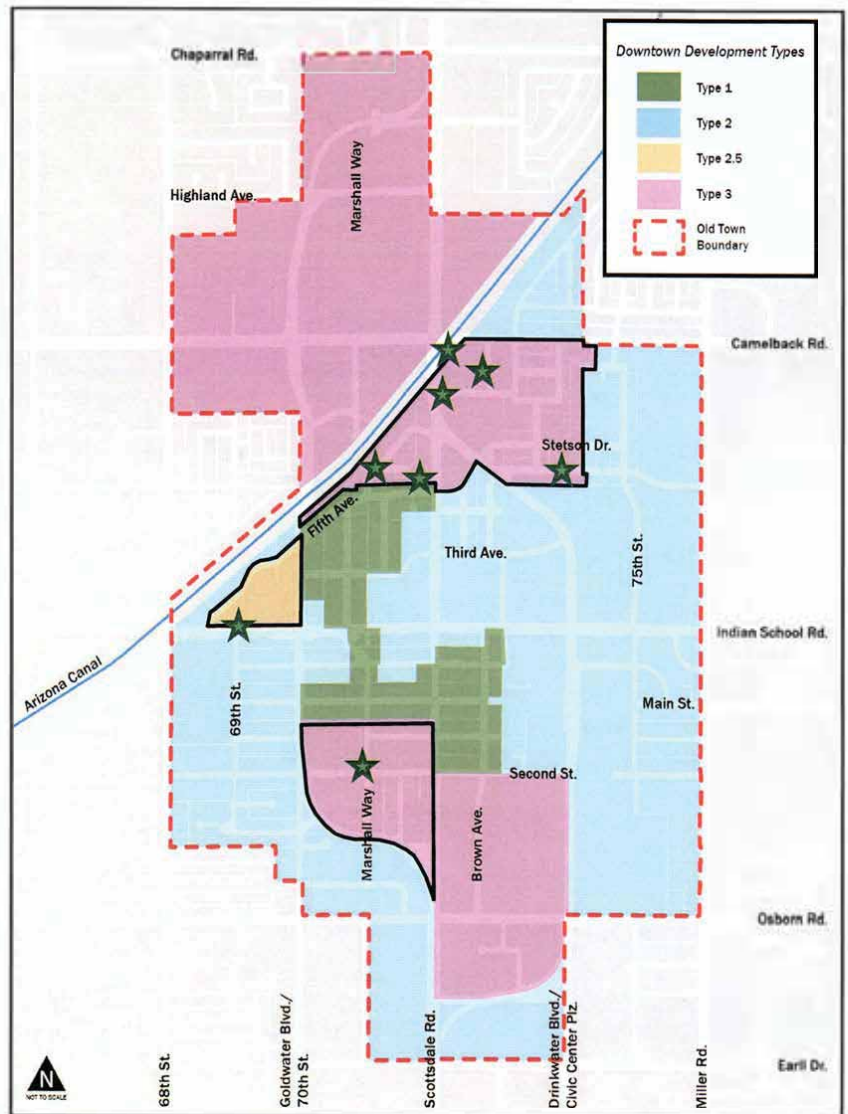 Chaparral Rd.
Downtown Development Types
Type 1
Type 2
Type 2.5
Type 3
Old Town
Boundary
Marshall Way
Highland Ave.
Camelback Rd.
Stetson Dr.
Fifth Ave.
Third Ave.
75th St.
Indian School Rd.
Arizona Canal
69th St.
Main St.
Second St.
Marshall Way
Brown Ave.
Osborn Rd.
N
NOT TO SCALE
68th St.
Goldwater Blvd./
70th St.
Scottsdale Rd.
Drinkwater Blvd./
Civic Center Plz.
Miller Rd.
Earll Dr.